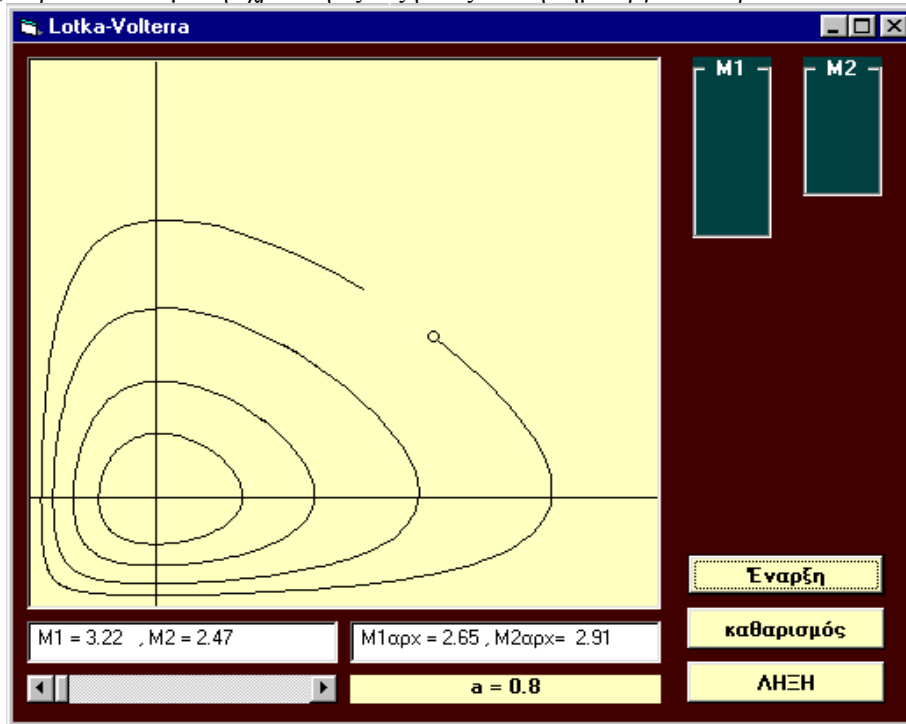 Lotka-Volterra
M1
M2
Έναρξη
καθαρισμός
ΛΗΞΗ
M1 = 3.22 , M2 = 2.47
M1αρχ = 2.65 , M2αρχ= 2.91
a = 0.8